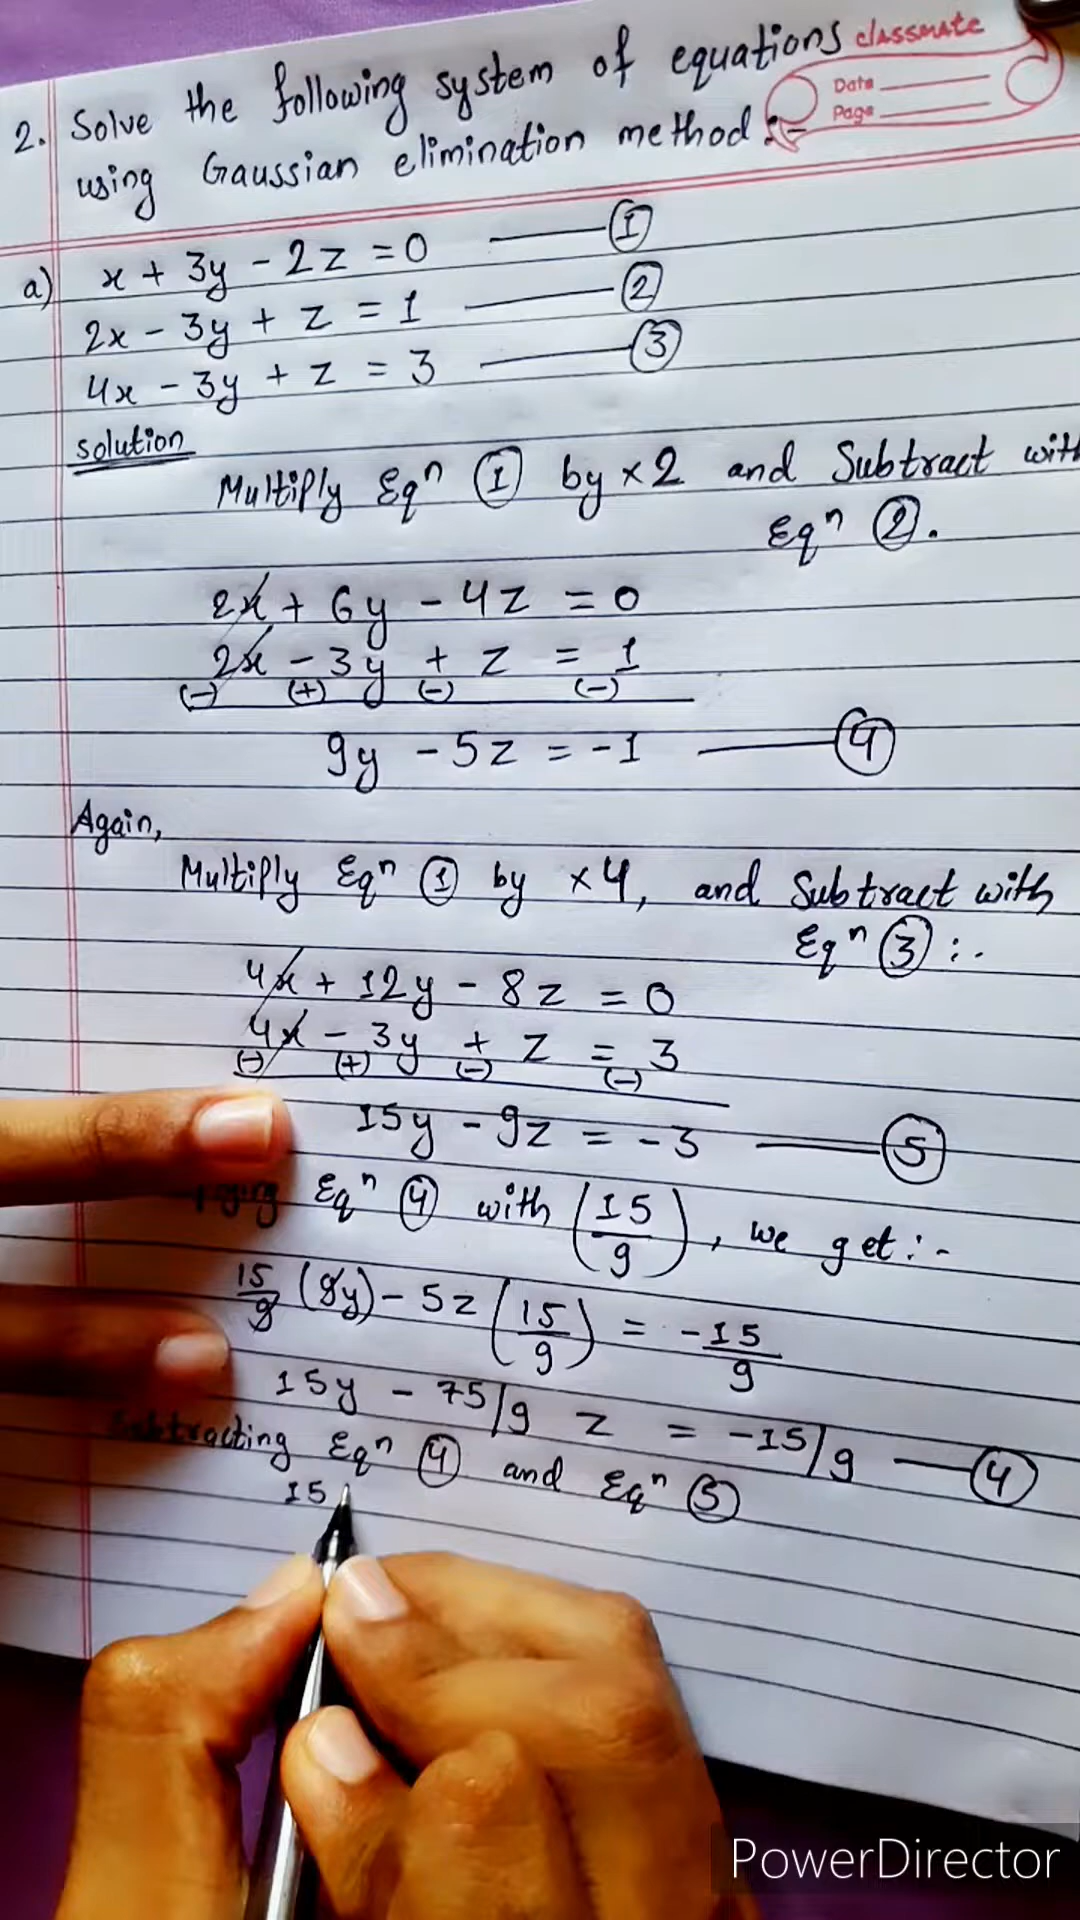 classmate
Date
Page
2. Solve the following system of equations
using Gaussian elimination method :-
a) x + 3y - 2z = 0 —— ①
2x - 3y + z = 1 —— ②
4x - 3y + z = 3 —— ③
solution
Multiply Eqⁿ ① by ×2 and Subtract with
Eqⁿ ②.
2x + 6y - 4z = 0
2x - 3y + z = 1
(-) (+) (-) (-)
9y - 5z = -1 —— ④
Again,
Multiply Eqⁿ ① by ×4, and Subtract with
Eqⁿ ③ :.
4x + 12y - 8z = 0
4x - 3y + z = 3
(-) (+) (-) (-)
15y - 9z = -3 —— ⑤
Eqⁿ ④ with (15/9), we get :-
15/9 (9y) - 5z (15/9) = -15/9
15y - 75/9 z = -15/9 —— ④
Subtracting Eqⁿ ④ and Eqⁿ ⑤
15
PowerDirector